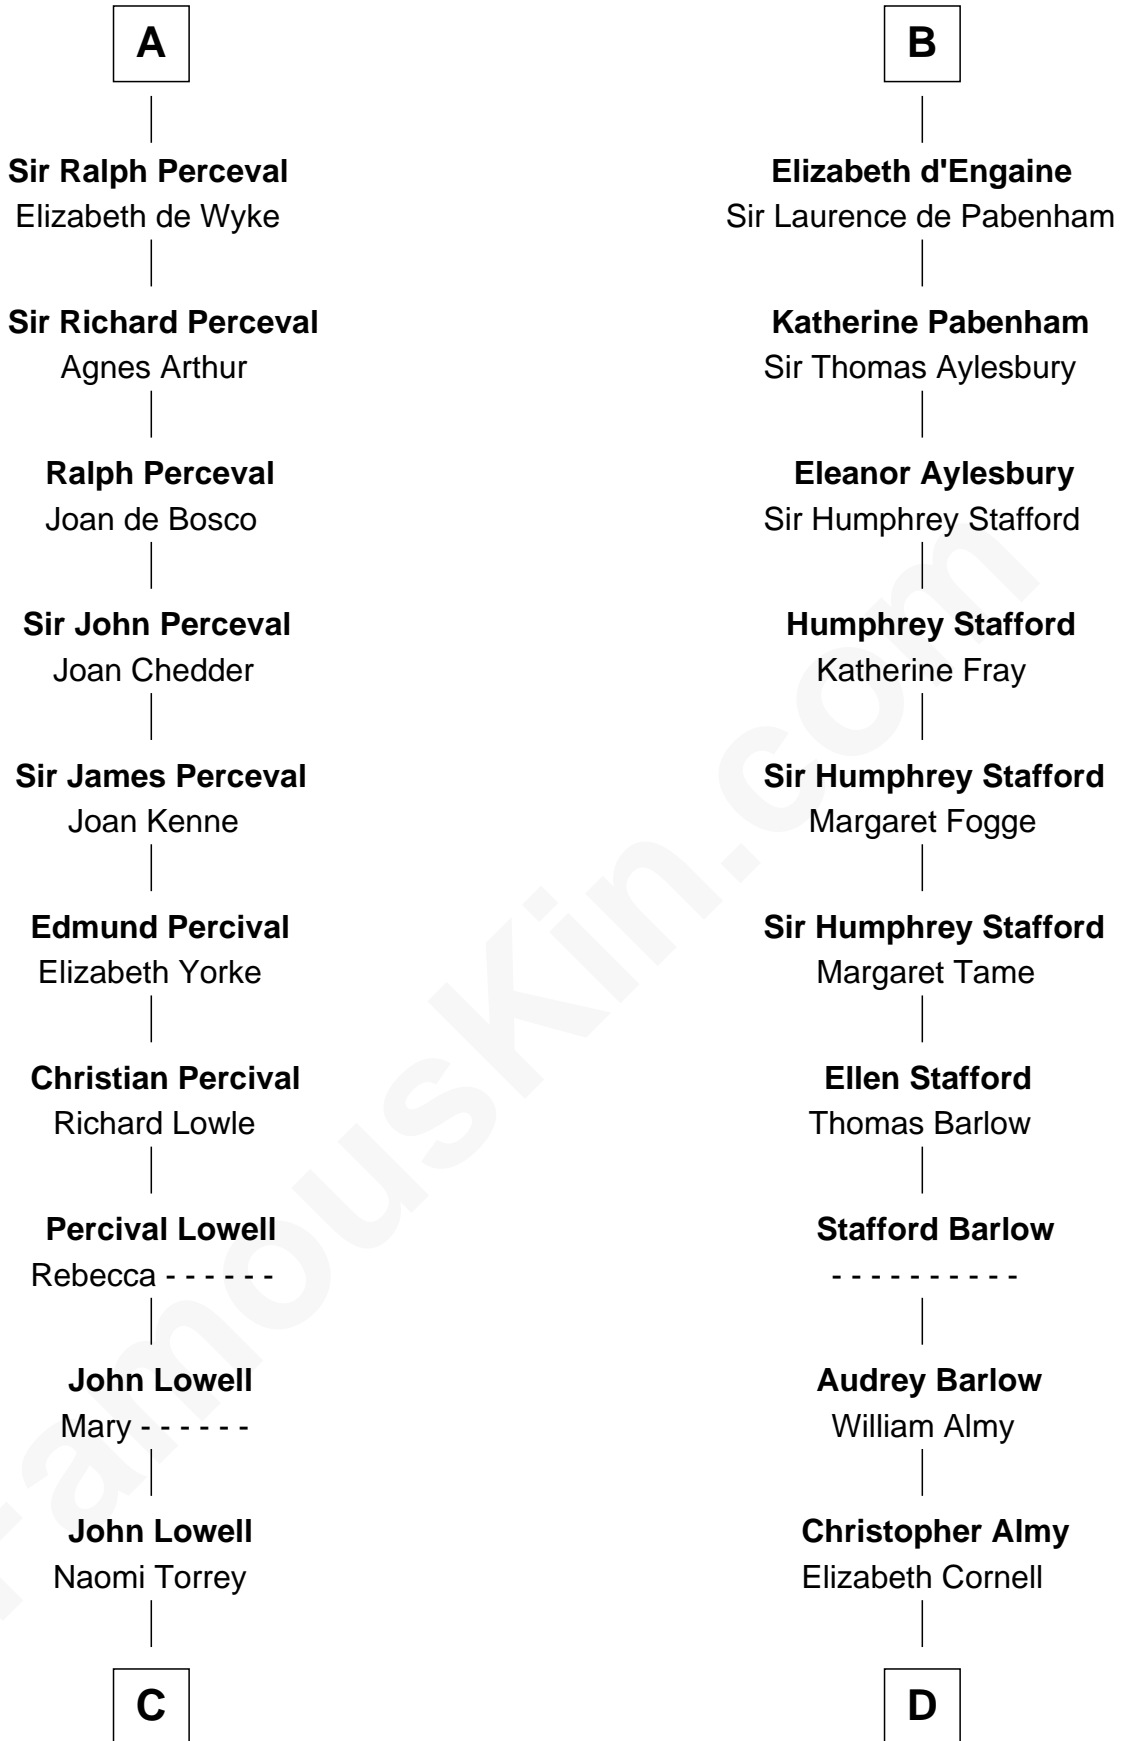 A
Sir Ralph Perceval
Elizabeth de Wyke
Sir Richard Perceval
Agnes Arthur
Ralph Perceval
Joan de Bosco
Sir John Perceval
Joan Chedder
Sir James Perceval
Joan Kenne
Edmund Percival
Elizabeth Yorke
Christian Percival
Richard Lowle
Percival Lowell
Rebecca - - - - - -
John Lowell
Mary - - - - - -
John Lowell
Naomi Torrey
C
B
Elizabeth d'Engaine
Sir Laurence de Pabenham
Katherine Pabenham
Sir Thomas Aylesbury
Eleanor Aylesbury
Sir Humphrey Stafford
Humphrey Stafford
Katherine Fray
Sir Humphrey Stafford
Margaret Fogge
Sir Humphrey Stafford
Margaret Tame
Ellen Stafford
Thomas Barlow
Stafford Barlow
- - - - - - - - - -
Audrey Barlow
William Almy
Christopher Almy
Elizabeth Cornell
D
FamousKin.com